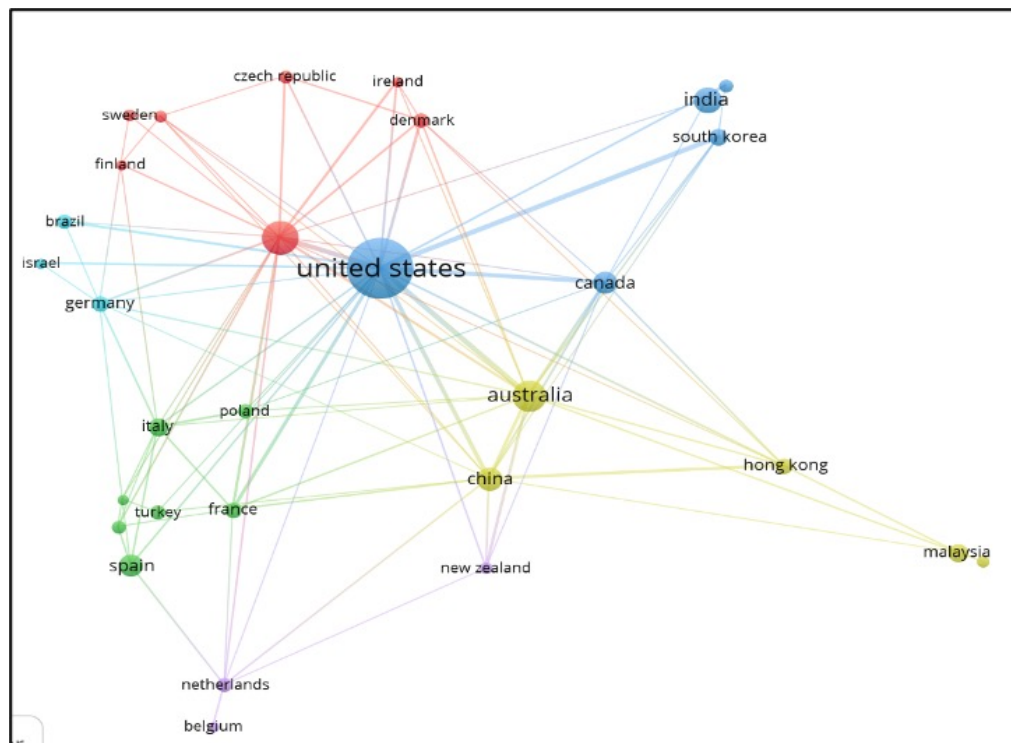 czech republic
ireland
sweden
denmark
india
south korea
finland
brazil
israel
united states
germany
canada
australia
poland
italy
hong kong
china
turkey
france
malaysia
spain
new zealand
netherlands
belgium